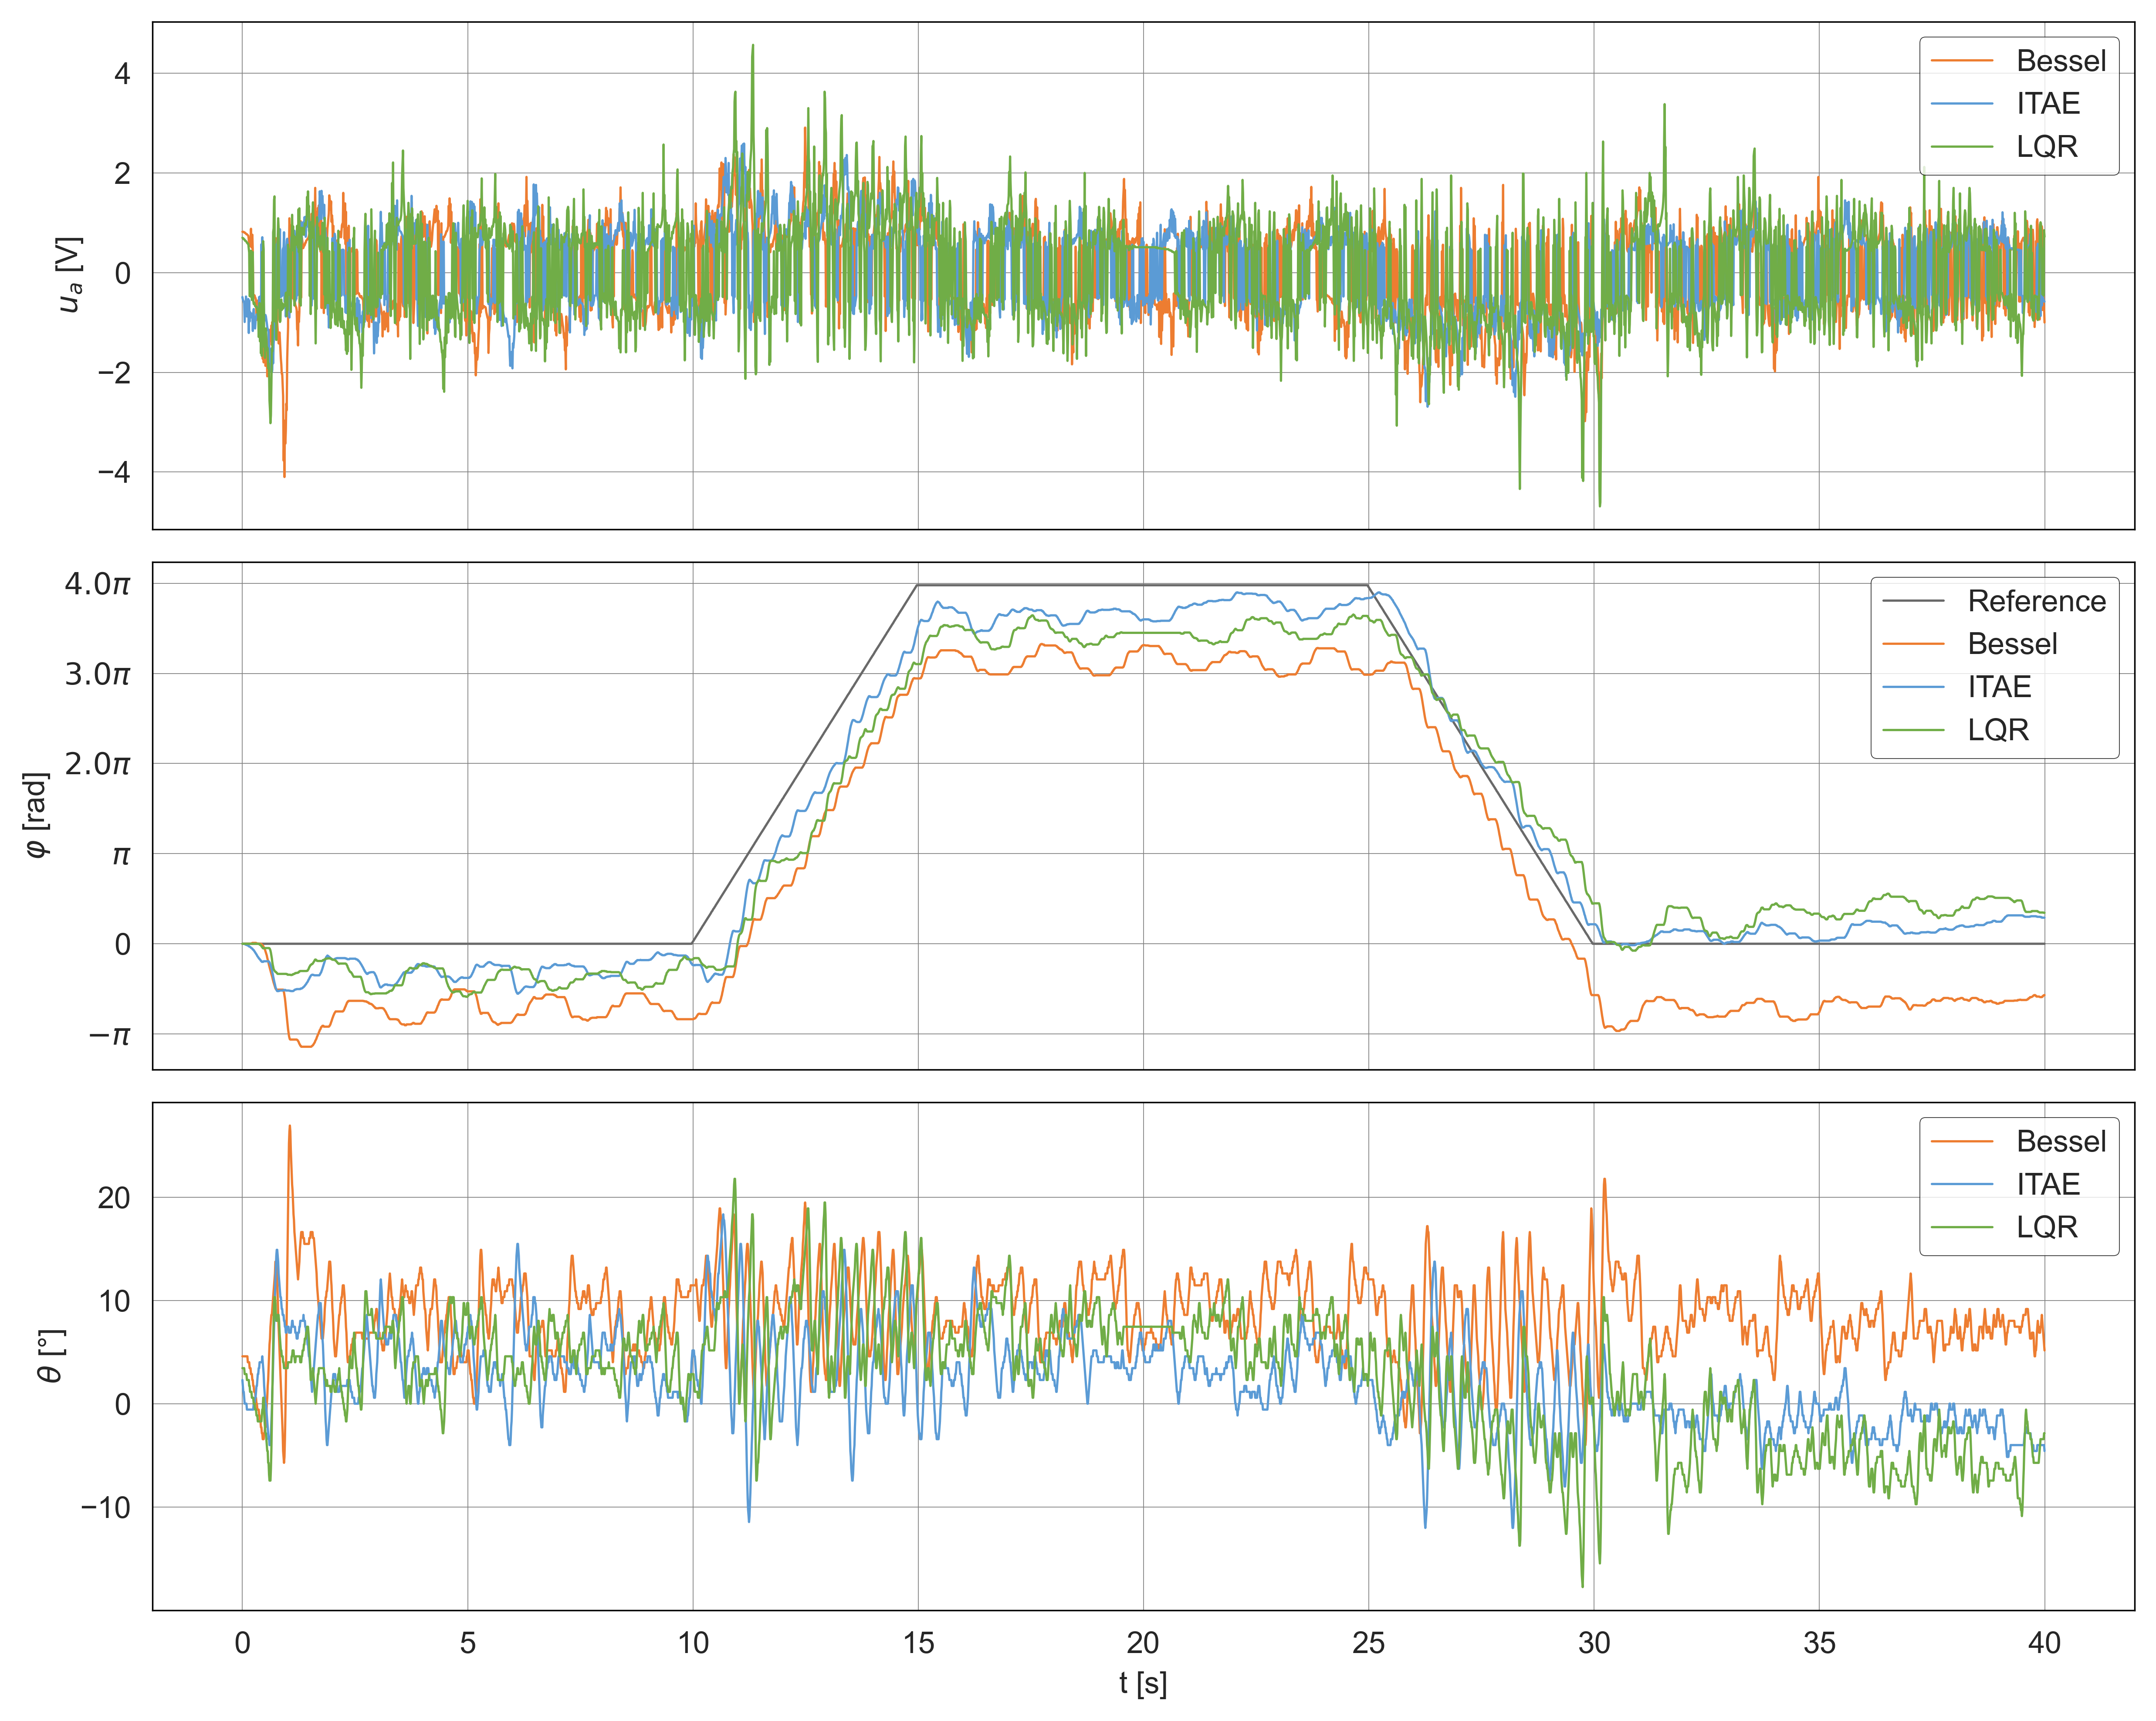 4
2
0
−2
−4
u_a [V]
Bessel
ITAE
LQR
4.0π
3.0π
2.0π
π
0
−π
φ [rad]
Reference
Bessel
ITAE
LQR
20
10
0
−10
θ [°]
Bessel
ITAE
LQR
0 5 10 15 20 25 30 35 40
t [s]